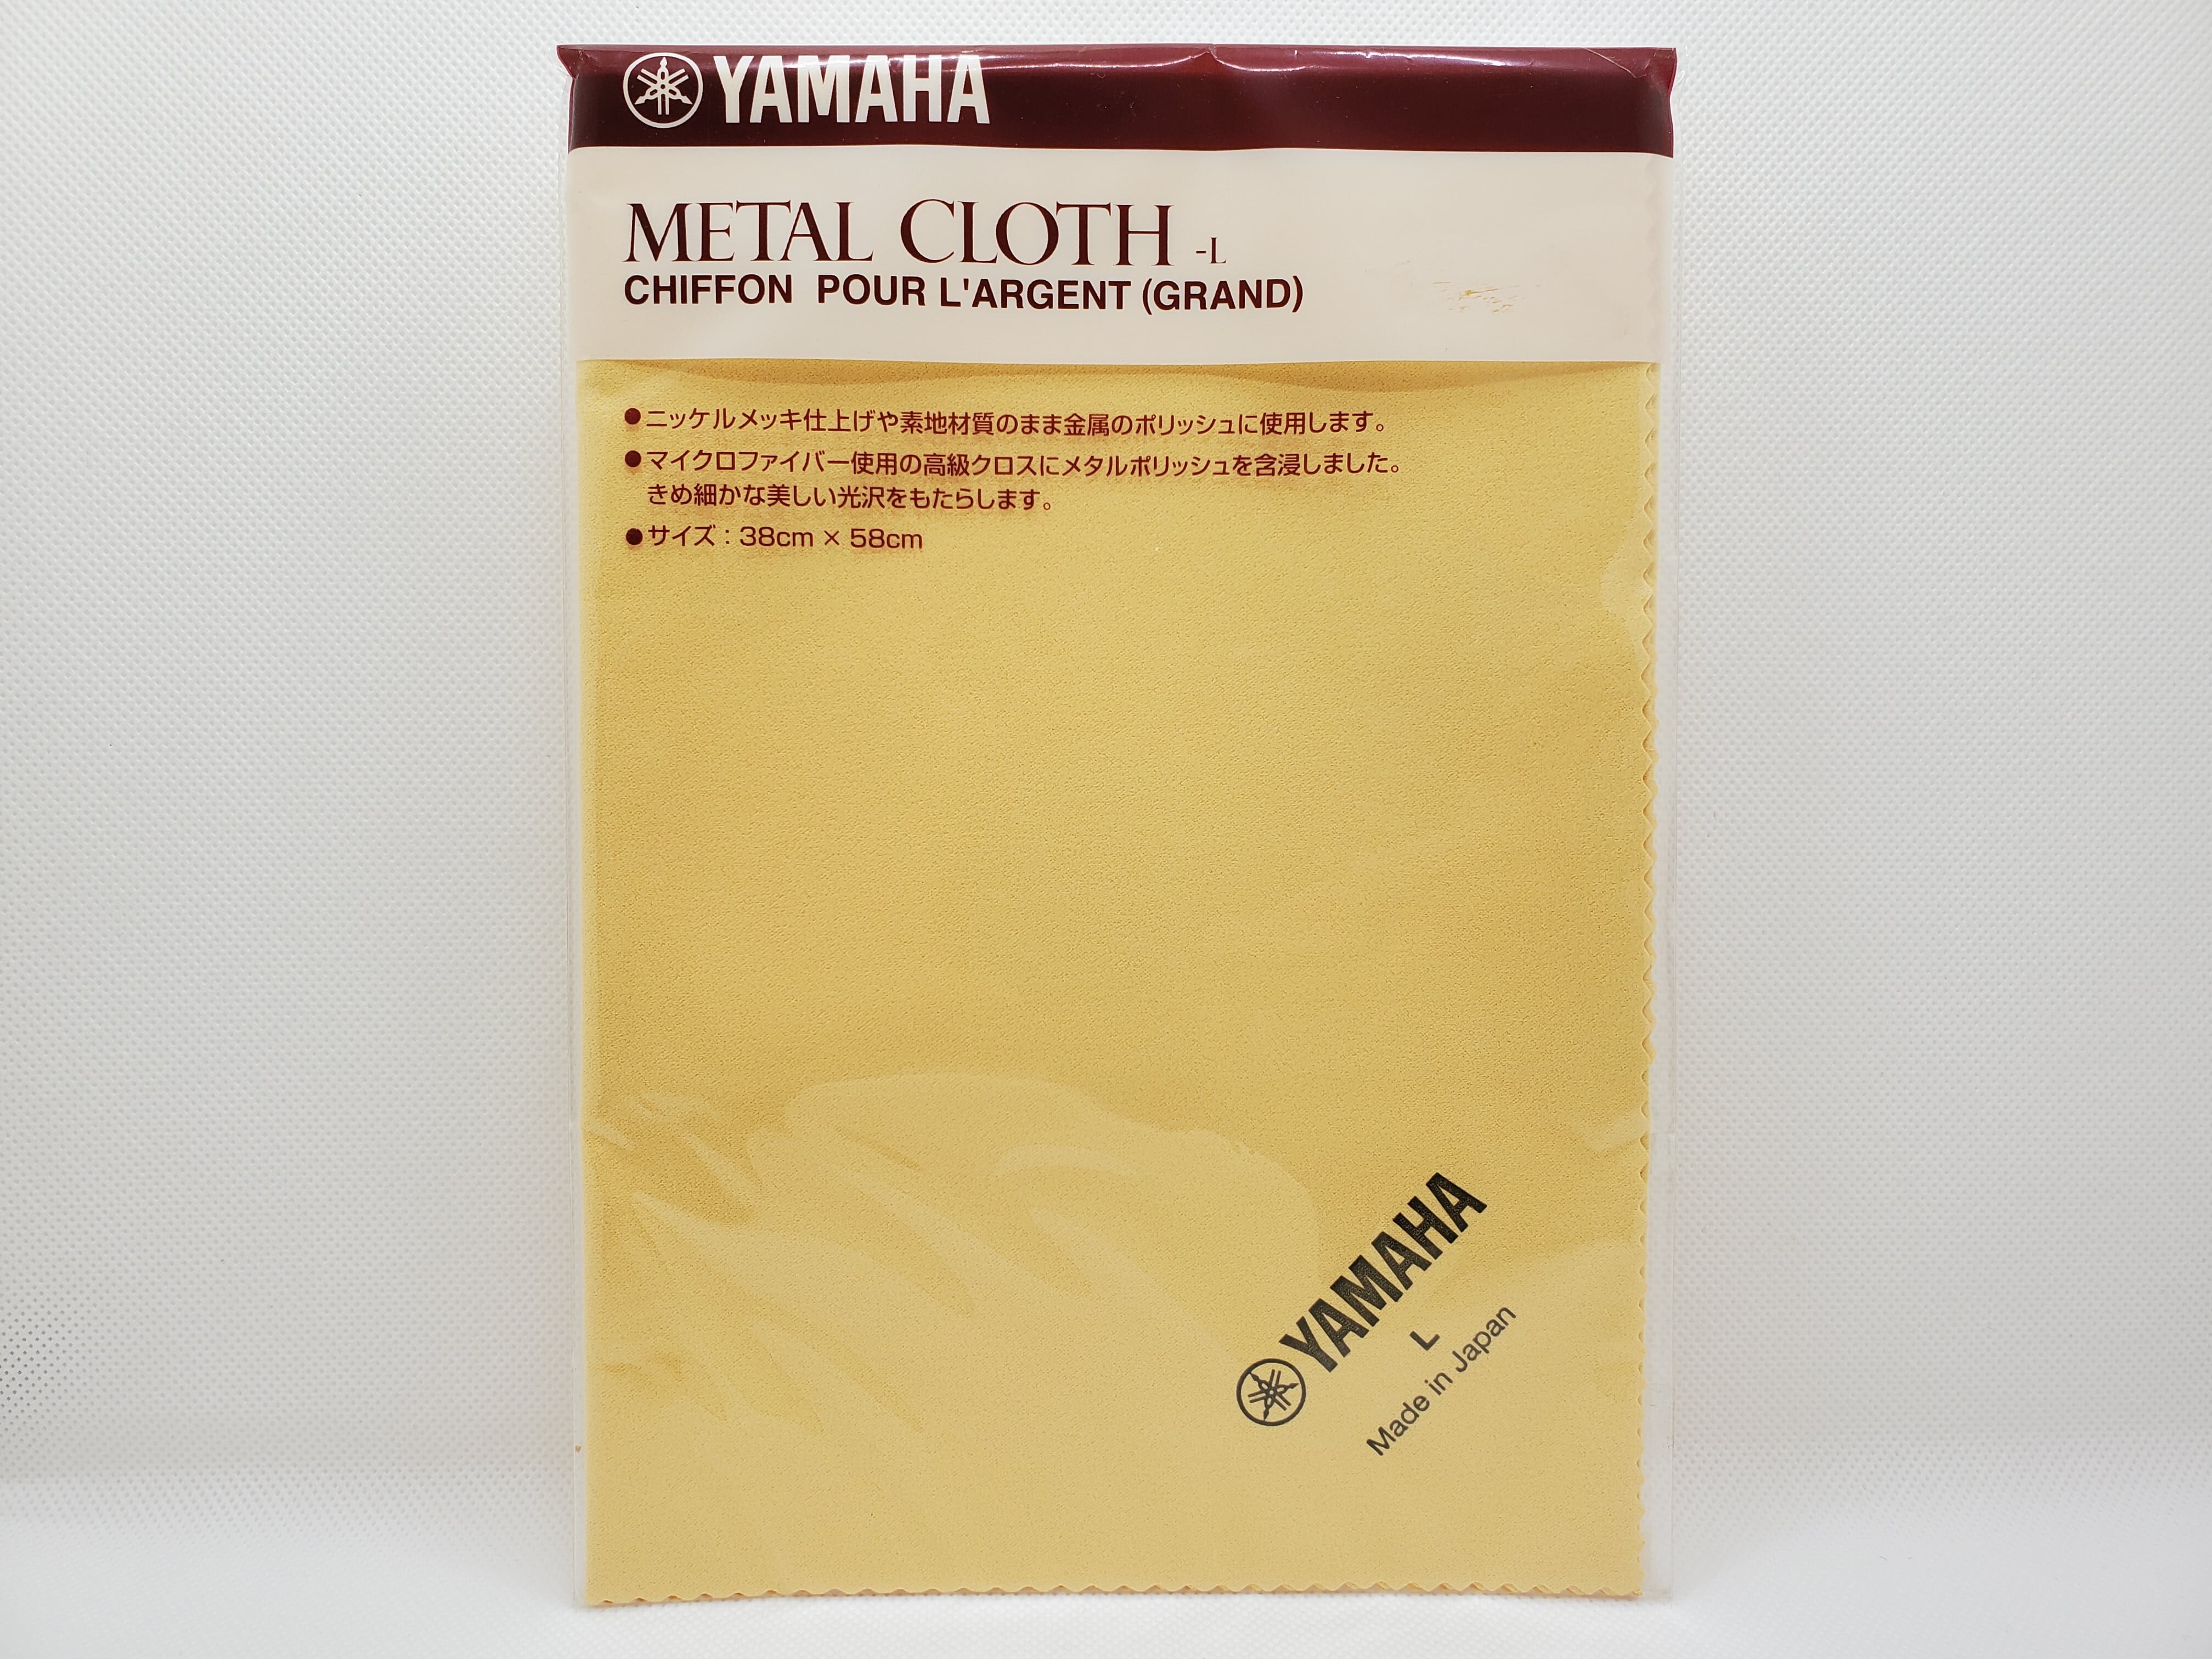 YAMAHA
METAL CLOTH -L
CHIFFON POUR L'ARGENT (GRAND)
●ニッケルメッキ仕上げや素地材質のまま金属のポリッシュに使用します。
●マイクロファイバー使用の高級クロスにメタルポリッシュを含浸しました。
きめ細かな美しい光沢をもたらします。
●サイズ：38cm × 58cm
YAMAHA
L
Made in Japan